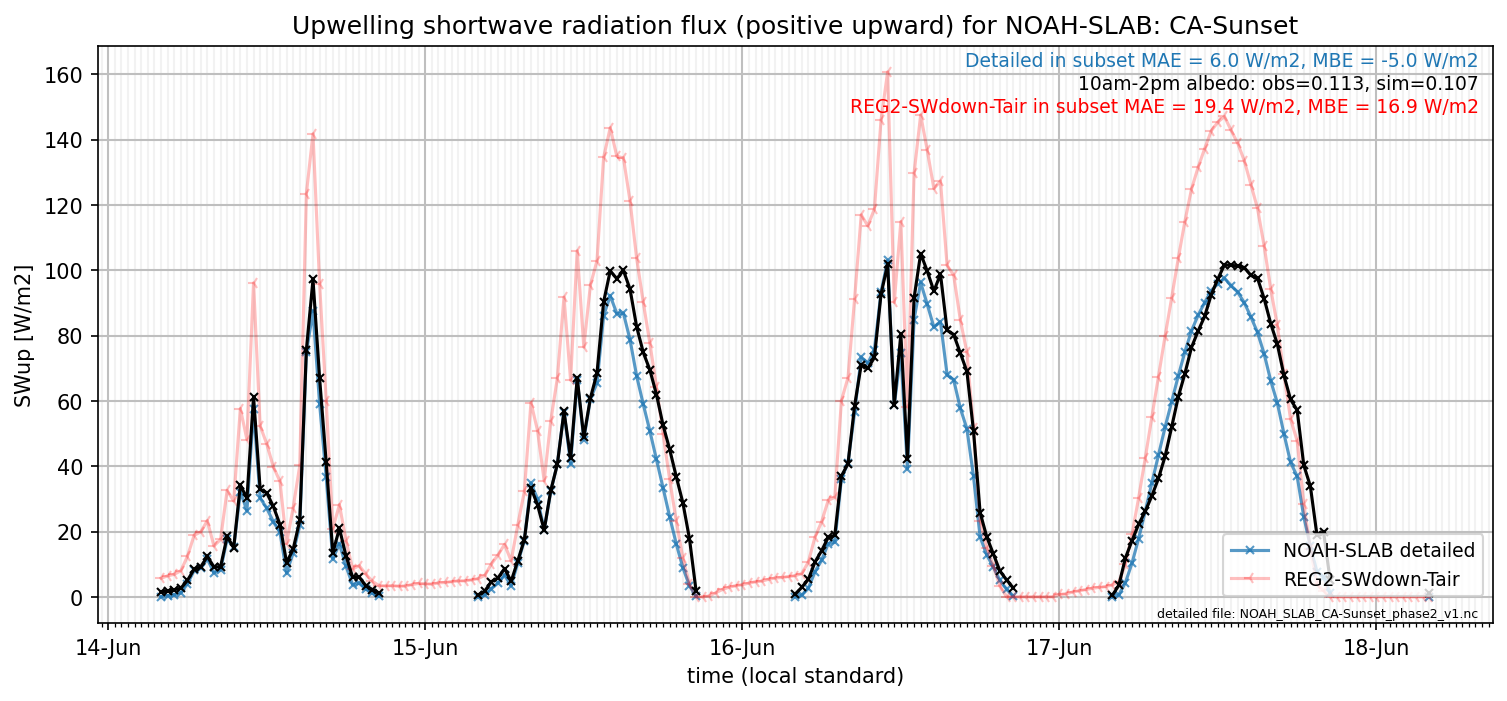 Upwelling shortwave radiation flux (positive upward) for NOAH-SLAB: CA-Sunset
Detailed in subset MAE = 6.0 W/m2, MBE = -5.0 W/m2
10am-2pm albedo: obs=0.113, sim=0.107
REG2-SWdown-Tair in subset MAE = 19.4 W/m2, MBE = 16.9 W/m2
SWup [W/m2]
160
140
120
100
80
60
40
20
0
NOAH-SLAB detailed
REG2-SWdown-Tair
detailed file: NOAH_SLAB_CA-Sunset_phase2_v1.nc
14-Jun 15-Jun 16-Jun 17-Jun 18-Jun
time (local standard)